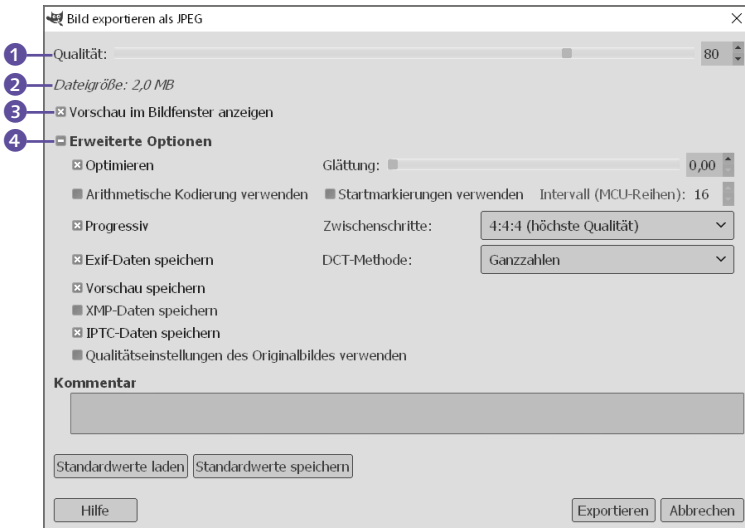 Bild exportieren als JPEG
1 Qualität: 80
2 Dateigröße: 2,0 MB
3 Vorschau im Bildfenster anzeigen
4 Erweiterte Optionen
Optimieren Glättung: 0,00
Arithmetische Kodierung verwenden Startmarkierungen verwenden Intervall (MCU-Reihen): 16
Progressiv Zwischenschritte: 4:4:4 (höchste Qualität)
Exif-Daten speichern DCT-Methode: Ganzzahlen
Vorschau speichern
XMP-Daten speichern
IPTC-Daten speichern
Qualitätseinstellungen des Originalbildes verwenden
Kommentar
Standardwerte laden Standardwerte speichern
Hilfe Exportieren Abbrechen